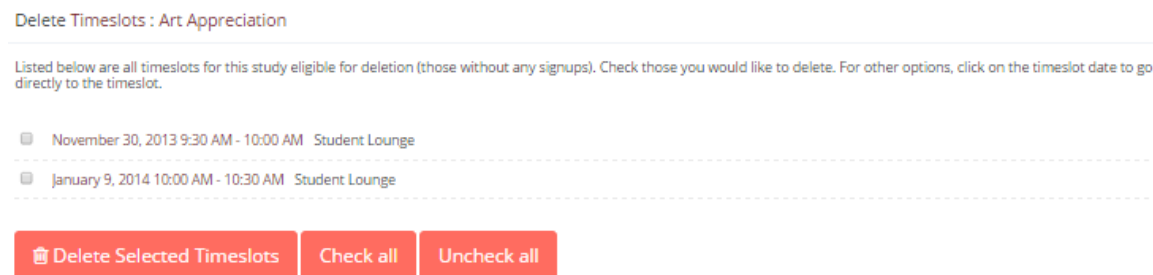 Delete Timeslots : Art Appreciation
Listed below are all timeslots for this study eligible for deletion (those without any signups). Check those you would like to delete. For other options, click on the timeslot date to go
directly to the timeslot.
November 30, 2013 9:30 AM - 10:00 AM Student Lounge
January 9, 2014 10:00 AM - 10:30 AM Student Lounge
Delete Selected Timeslots Check all Uncheck all